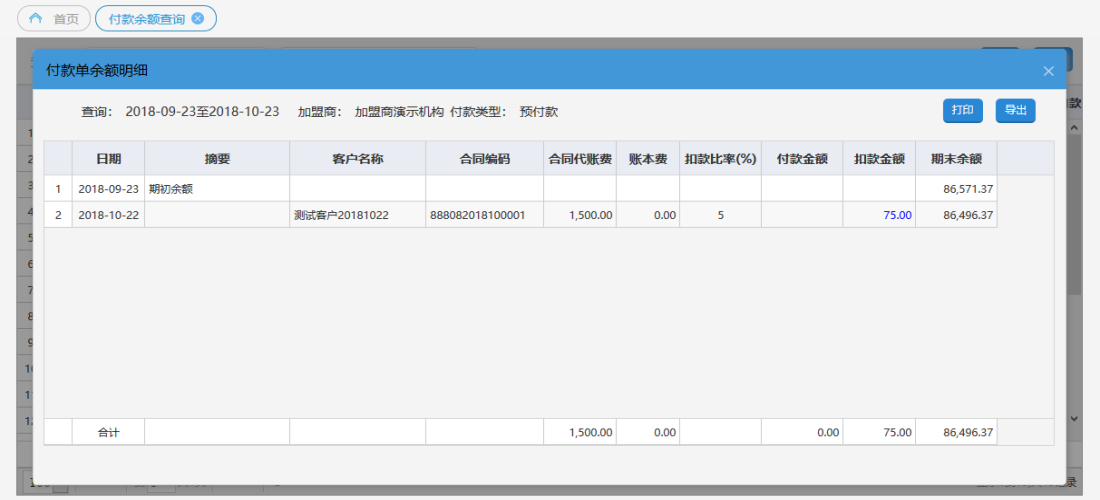 首页 付款余额查询
付款单余额明细
查询： 2018-09-23至2018-10-23 加盟商： 加盟商演示机构 付款类型： 预付款 打印 导出
日期 摘要 客户名称 合同编码 合同代账费 账本费 扣款比率(%) 付款金额 扣款金额 期末余额
1 2018-09-23 期初余额 86,571.37
2 2018-10-22 测试客户20181022 888082018100001 1,500.00 0.00 5 75.00 86,496.37
合计 1,500.00 0.00 0.00 75.00 86,496.37